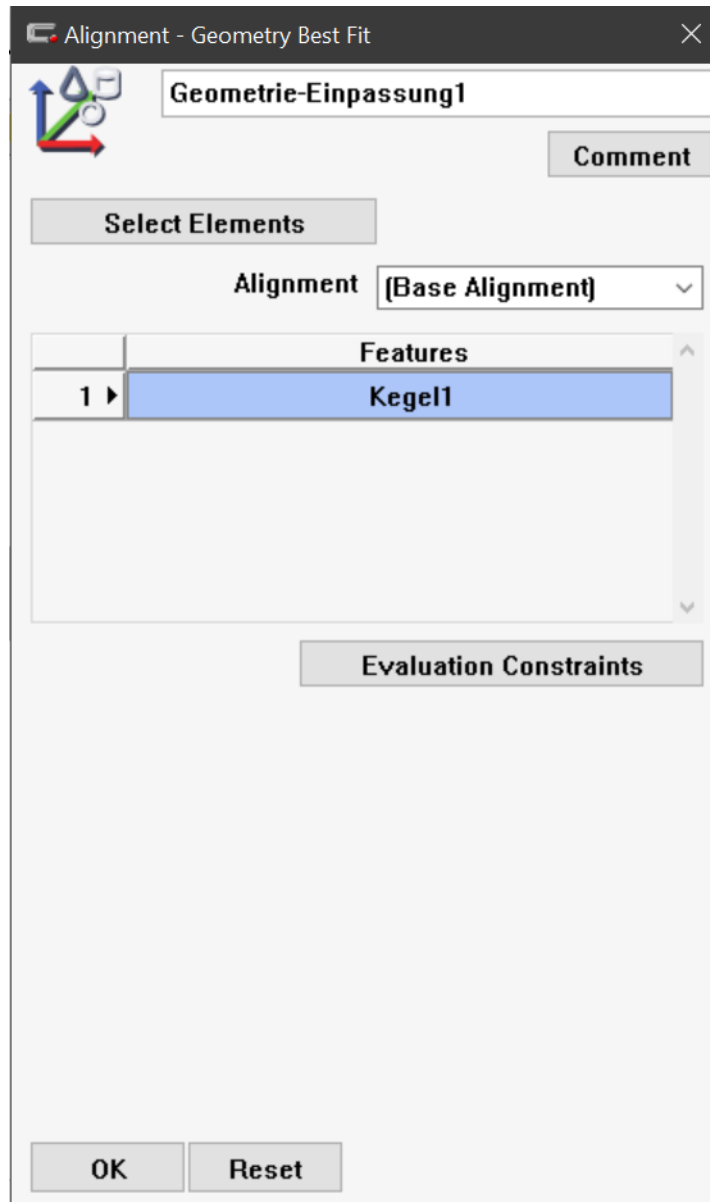 Alignment - Geometry Best Fit
Geometrie-Einpassung1
Comment
Select Elements
Alignment (Base Alignment)
Features
1 Kegel1
Evaluation Constraints
OK Reset